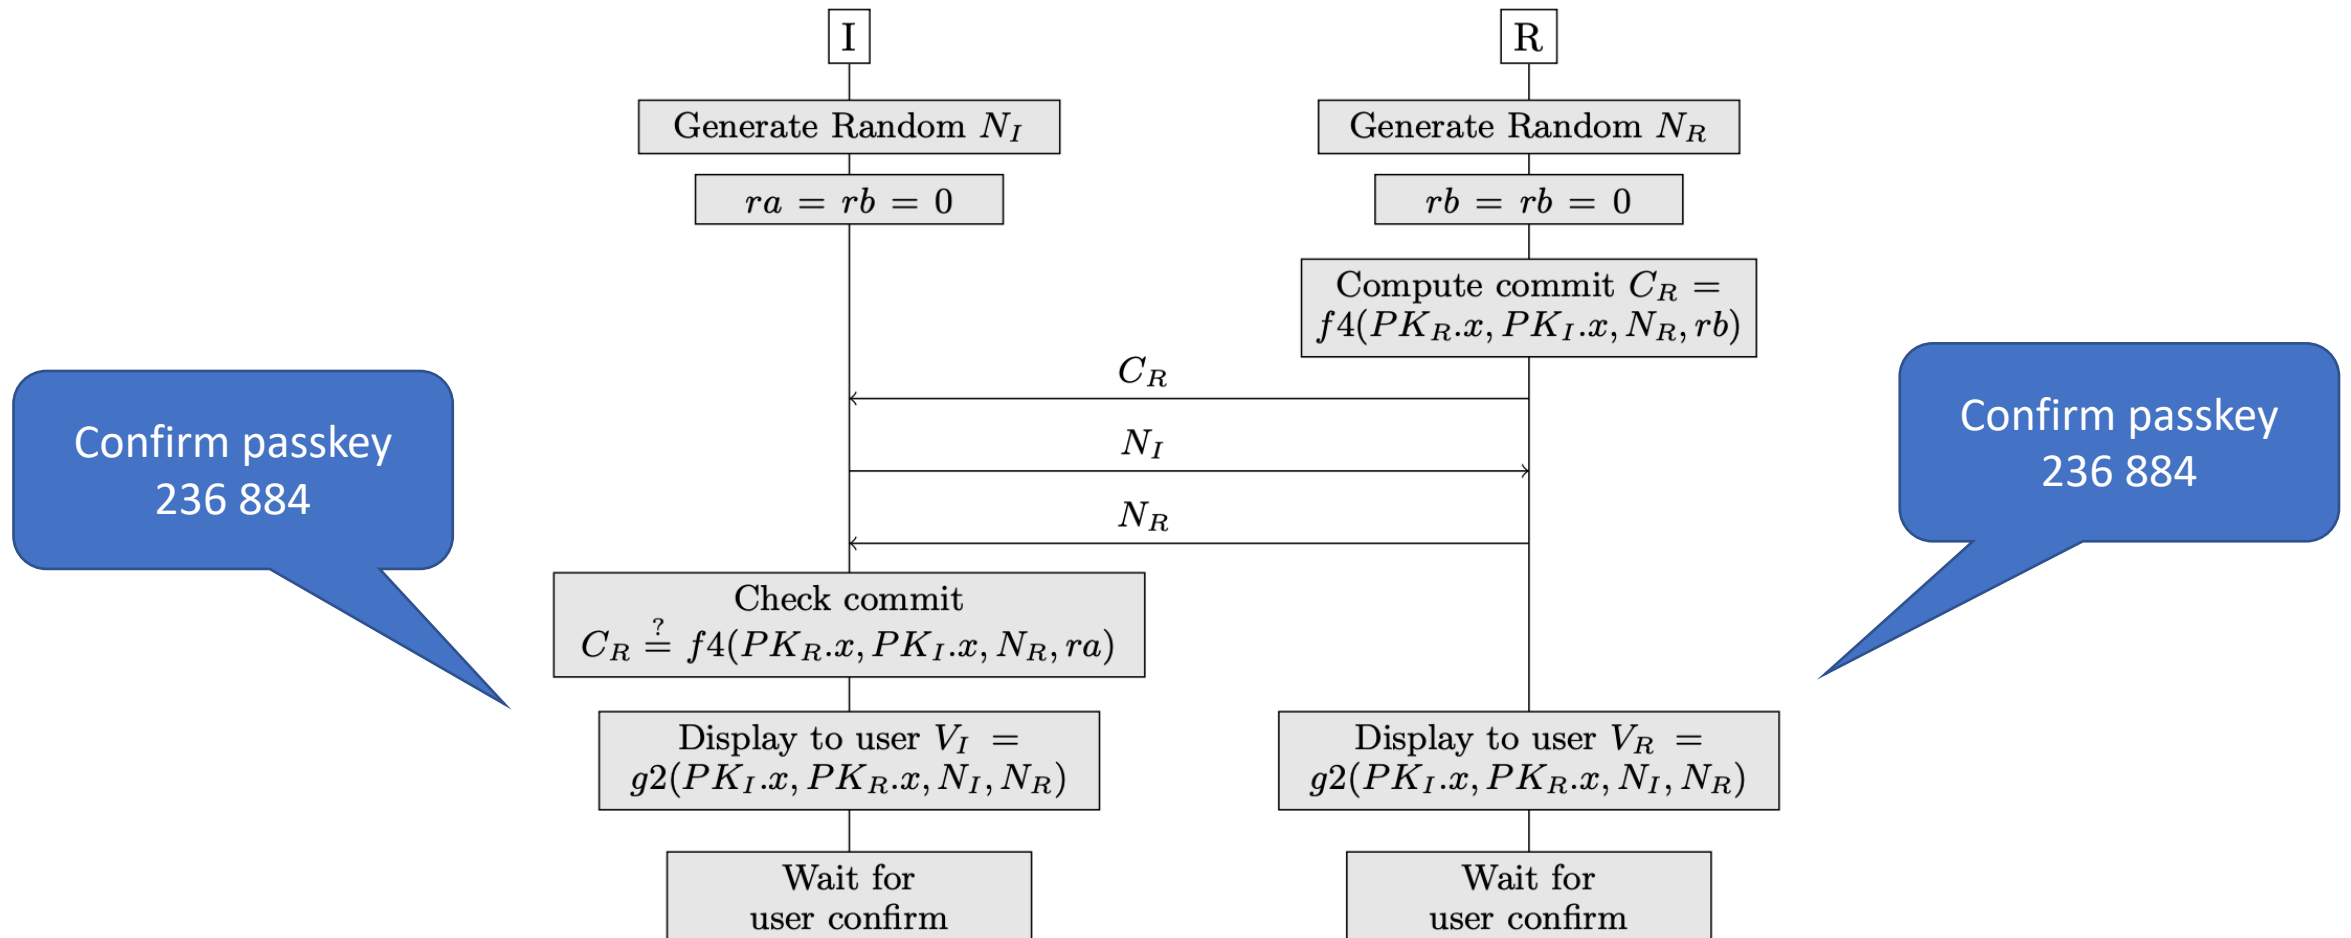 I
R
Generate Random N_I
Generate Random N_R
ra = rb = 0
rb = rb = 0
Compute commit C_R =
f4(PK_R.x, PK_I.x, N_R, rb)
C_R
N_I
N_R
Confirm passkey
236 884
Confirm passkey
236 884
Check commit
C_R ≟ f4(PK_R.x, PK_I.x, N_R, ra)
Display to user V_I =
g2(PK_I.x, PK_R.x, N_I, N_R)
Display to user V_R =
g2(PK_I.x, PK_R.x, N_I, N_R)
Wait for
user confirm
Wait for
user confirm